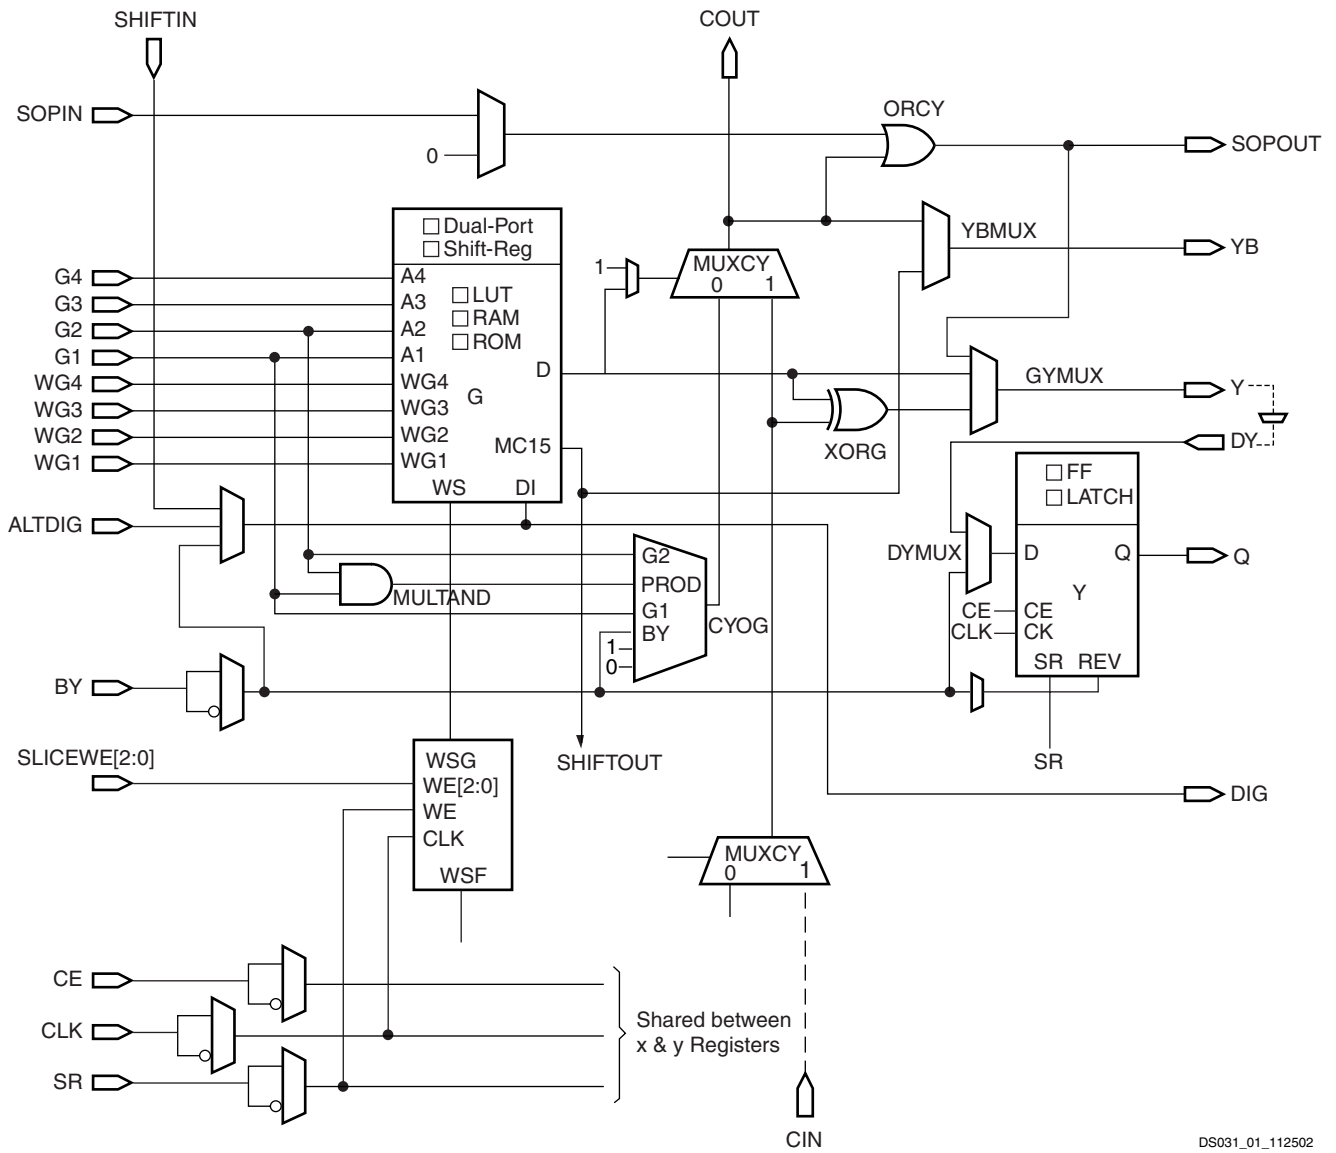 SHIFTIN
COUT
SOPIN
0
ORCY
SOPOUT
Dual-Port
Shift-Reg
YBMUX
YB
1
MUXCY
0 1
G4
A4
G3
A3
LUT
G2
A2
RAM
G1
A1
ROM
D
WG4
WG4
G
WG3
WG3
WG2
WG2
MC15
WG1
WG1
WS DI
GYMUX
Y
XORG
DY
FF
LATCH
ALTDIG
G2
DYMUX
D
Q
Q
PROD
MULTAND
G1
Y
CYOG
BY
CE
CE
CLK
CK
1
0
SR REV
BY
SLICEWE[2:0]
WSG
SHIFTOUT
SR
WE[2:0]
DIG
WE
CLK
MUXCY
0 1
WSF
CE
CLK
Shared between
x & y Registers
SR
CIN
DS031_01_112502